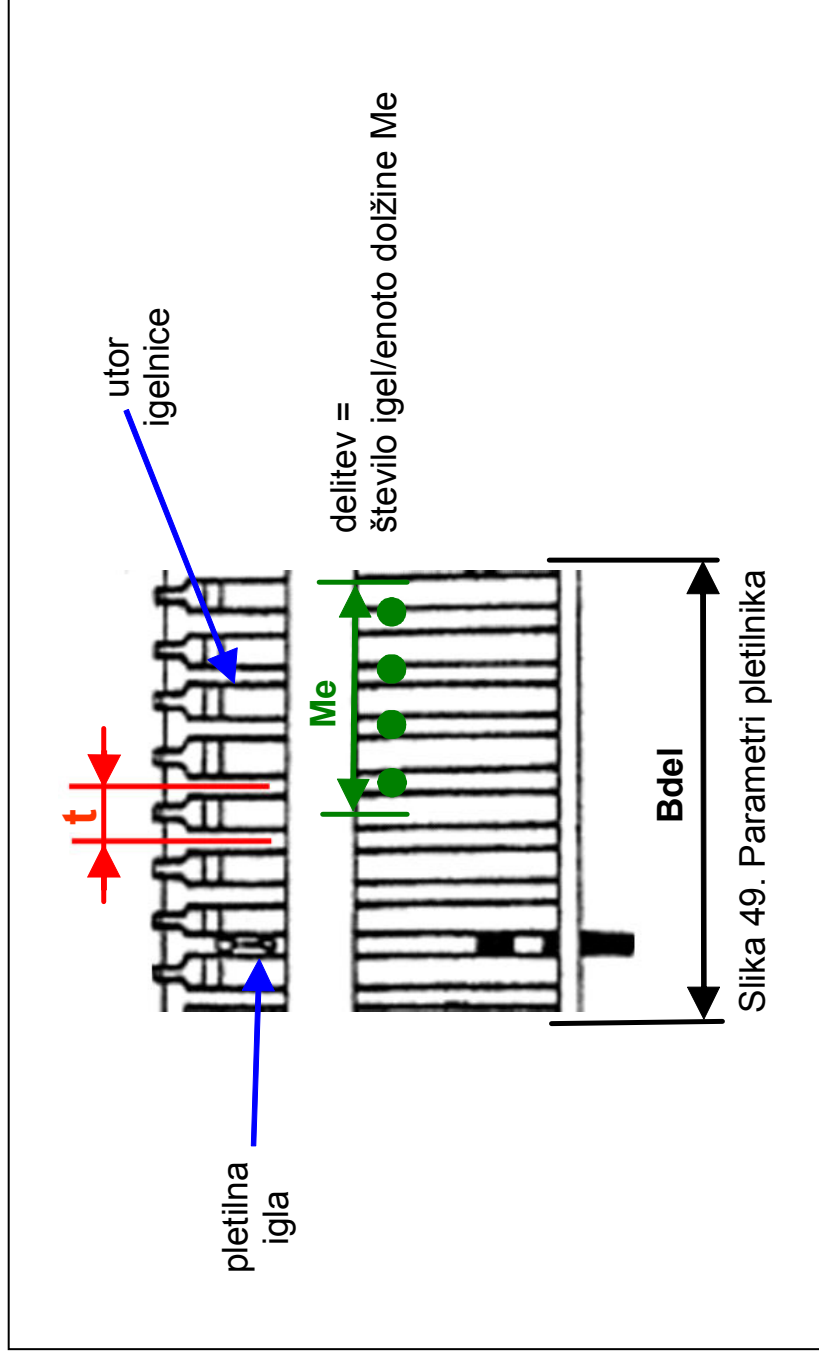 t
utor
igelnice
pletilna
igla
Me
delitev =
število igel/enoto dolžine Me
Bdel
Slika 49. Parametri pletilnika